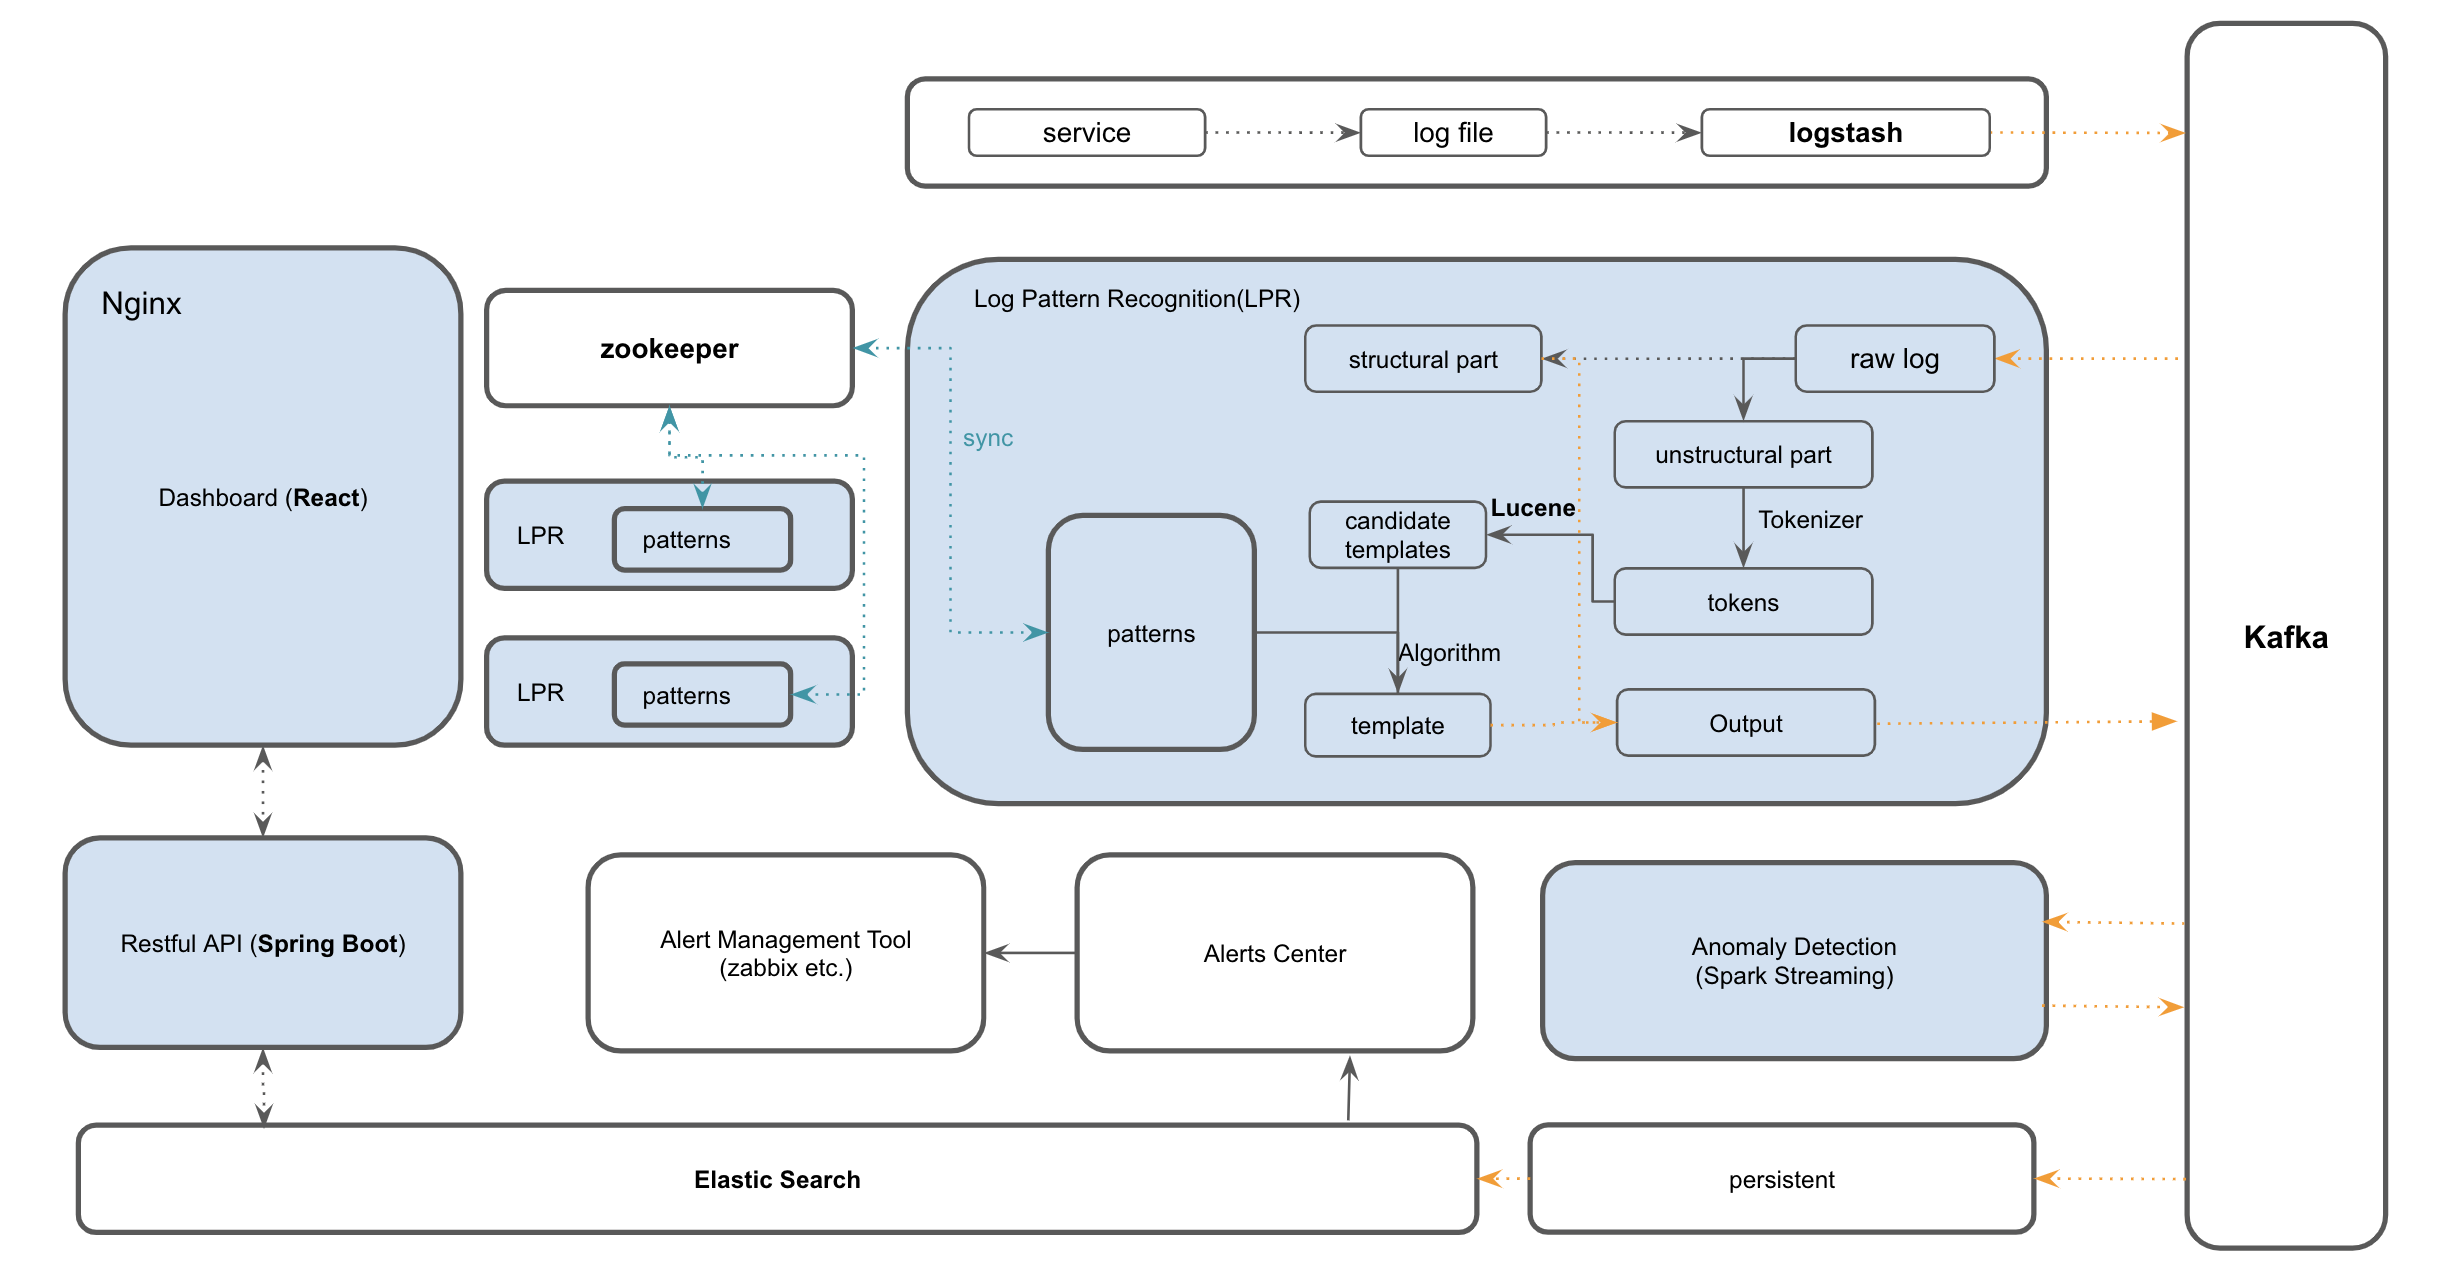 service
log file
logstash
Nginx
Dashboard (React)
zookeeper
sync
LPR
patterns
LPR
patterns
Log Pattern Recognition(LPR)
structural part
raw log
unstructural part
Tokenizer
tokens
Lucene
candidate
templates
patterns
Algorithm
template
Output
Kafka
Restful API (Spring Boot)
Alert Management Tool
(zabbix etc.)
Alerts Center
Anomaly Detection
(Spark Streaming)
Elastic Search
persistent